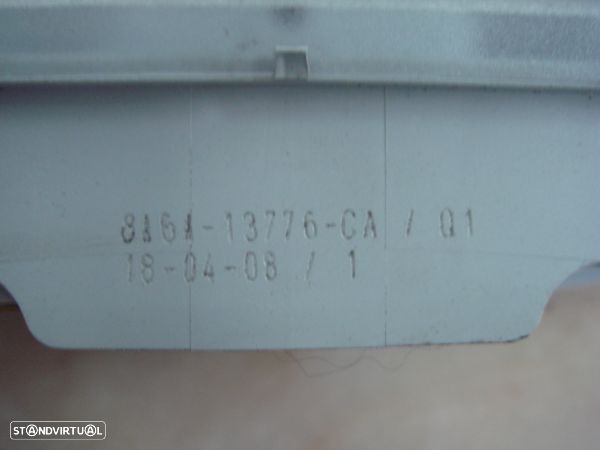 8A6A-13776-CA / Q1
18-04-08 / 1
STANDVIRTUAL